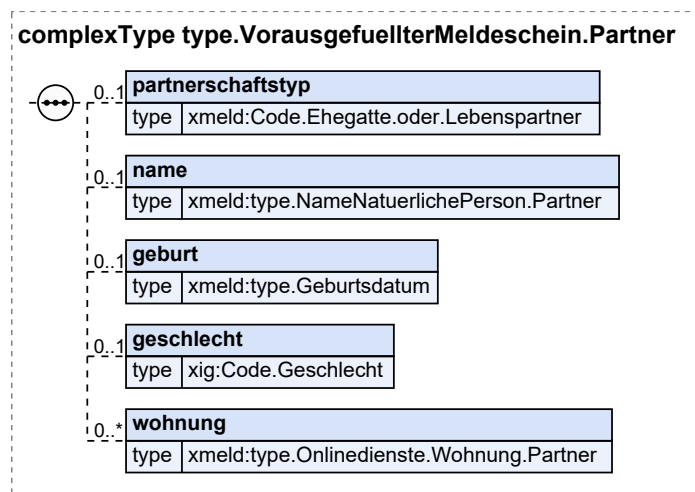 complexType type.VorausgefuellterMeldeschein.Partner
0..1 partnerschaftstyp
type xmeld:Code.Ehegatte.oder.Lebenspartner
0..1 name
type xmeld:type.NameNatuerlichePerson.Partner
0..1 geburt
type xmeld:type.Geburtsdatum
0..1 geschlecht
type xig:Code.Geschlecht
0..* wohnung
type xmeld:type.Onlinedienste.Wohnung.Partner